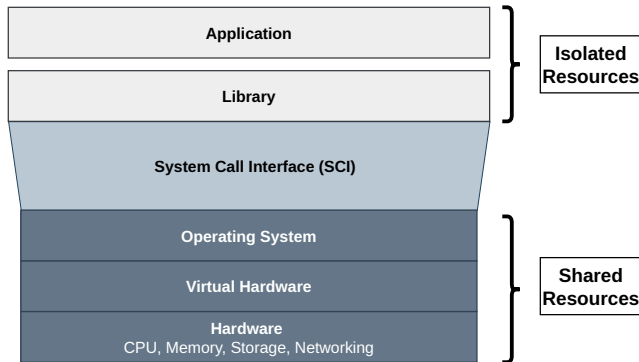 Application
Isolated
Resources
Library
System Call Interface (SCI)
Operating System
Virtual Hardware
Shared
Resources
Hardware
CPU, Memory, Storage, Networking